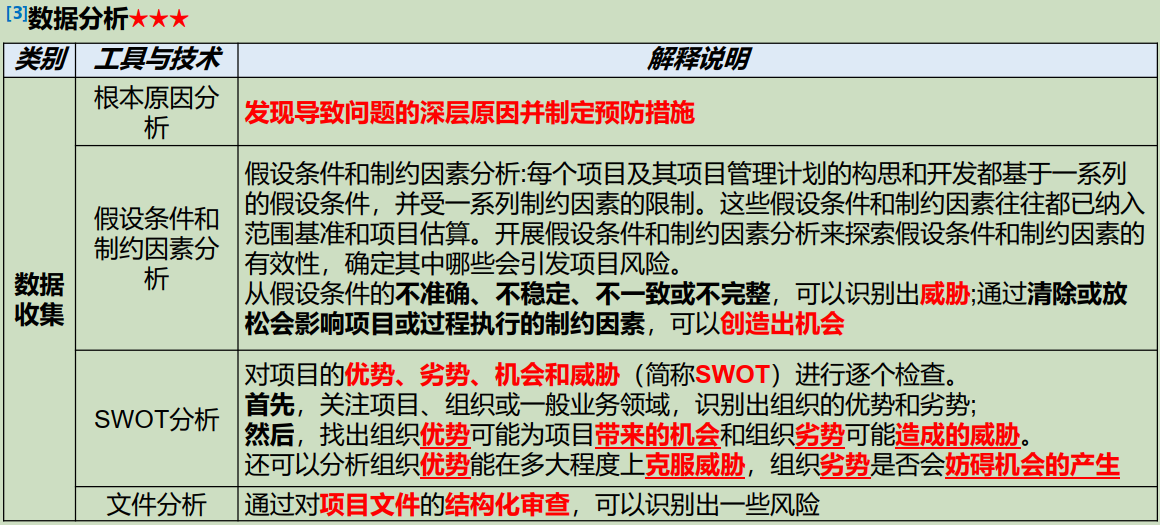 [3]数据分析★★★
类别 工具与技术 解释说明
数据
收集
根本原因分
析
发现导致问题的深层原因并制定预防措施
假设条件和
制约因素分
析
假设条件和制约因素分析:每个项目及其项目管理计划的构思和开发都基于一系列
的假设条件，并受一系列制约因素的限制。这些假设条件和制约因素往往都已纳入
范围基准和项目估算。开展假设条件和制约因素分析来探索假设条件和制约因素的
有效性，确定其中哪些会引发项目风险。
从假设条件的不准确、不稳定、不一致或不完整，可以识别出威胁;通过清除或放
松会影响项目或过程执行的制约因素，可以创造出机会
SWOT分析
对项目的优势、劣势、机会和威胁（简称SWOT）进行逐个检查。
首先，关注项目、组织或一般业务领域，识别出组织的优势和劣势;
然后，找出组织优势可能为项目带来的机会和组织劣势可能造成的威胁。
还可以分析组织优势能在多大程度上克服威胁，组织劣势是否会妨碍机会的产生
文件分析
通过对项目文件的结构化审查，可以识别出一些风险